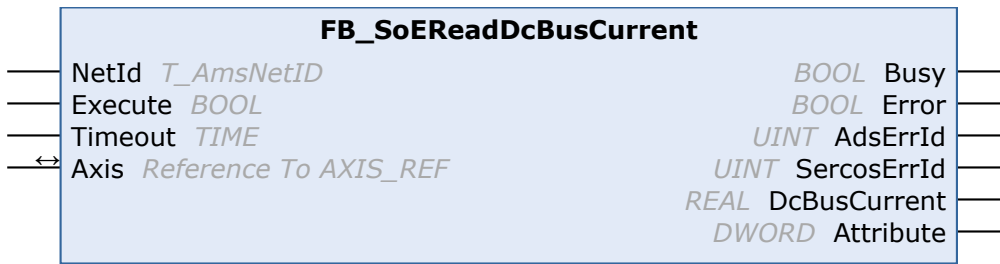 FB_SoEReadDcBusCurrent
NetId T_AmsNetID BOOL Busy
Execute BOOL BOOL Error
Timeout TIME UINT AdsErrId
↔ Axis Reference To AXIS_REF UINT SercosErrId
REAL DcBusCurrent
DWORD Attribute